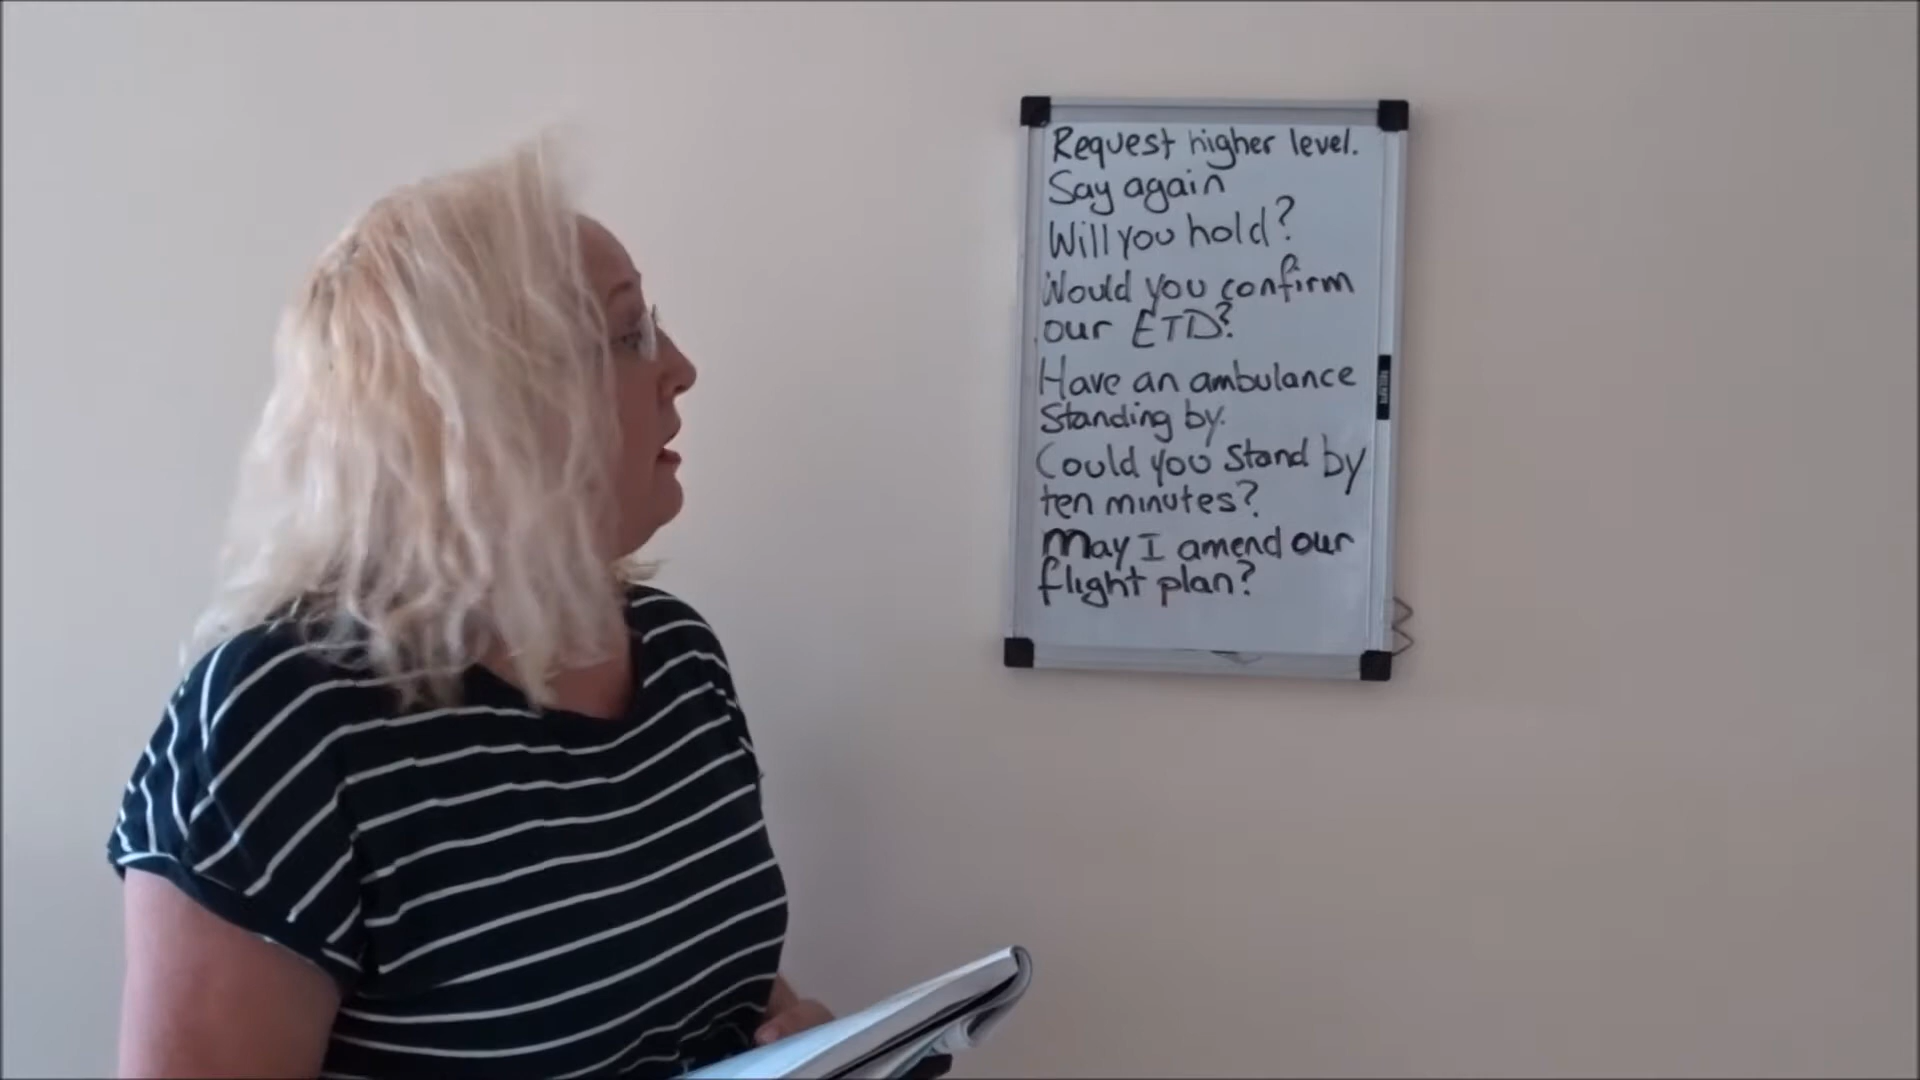 Request higher level.
Say again
Will you hold?
Would you confirm
our ETD?
Have an ambulance
standing by.
Could you stand by
ten minutes?
May I amend our
flight plan?